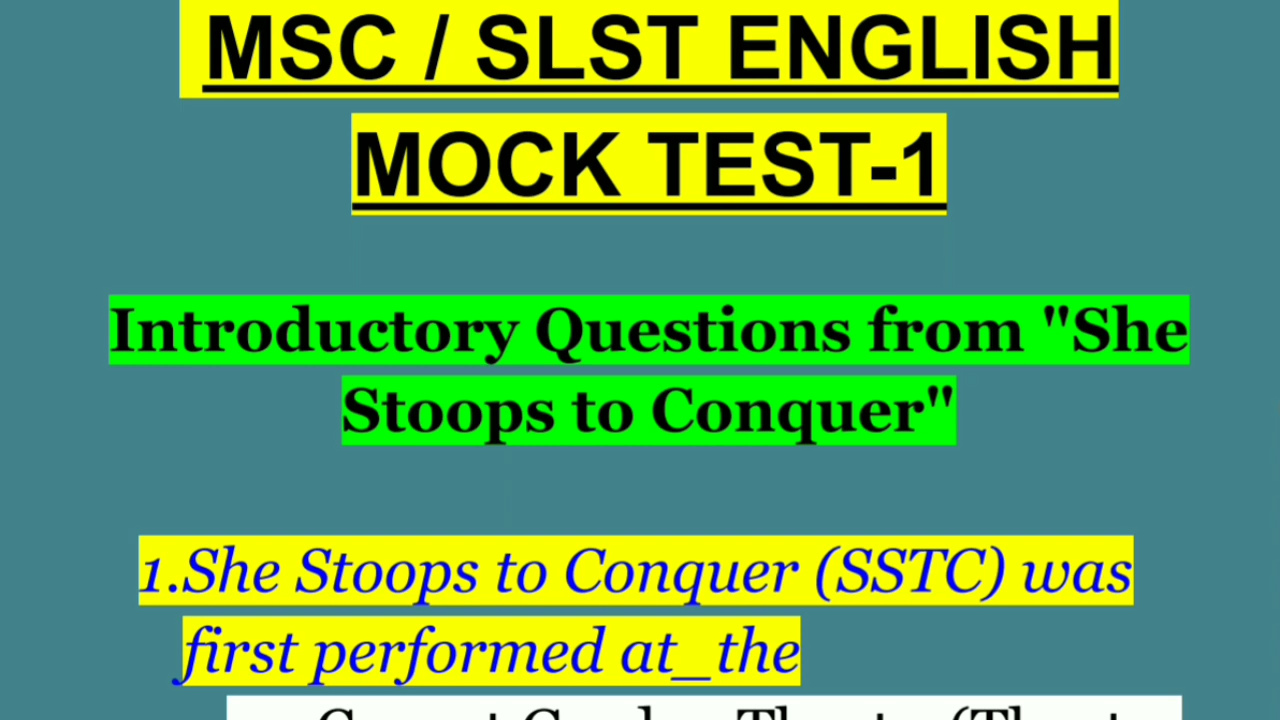 MSC / SLST ENGLISH
MOCK TEST-1
Introductory Questions from "She
Stoops to Conquer"
1.She Stoops to Conquer (SSTC) was
first performed at_the